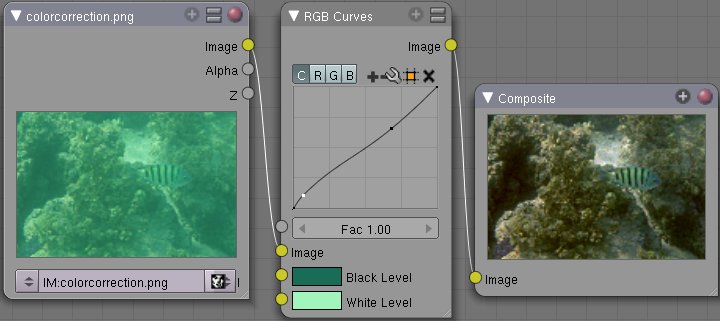 colorcorrection.png
Image
Alpha
Z
IM:colorcorrection.png
RGB Curves
Image
C R G B
Fac 1.00
Image
Black Level
White Level
Composite
Image